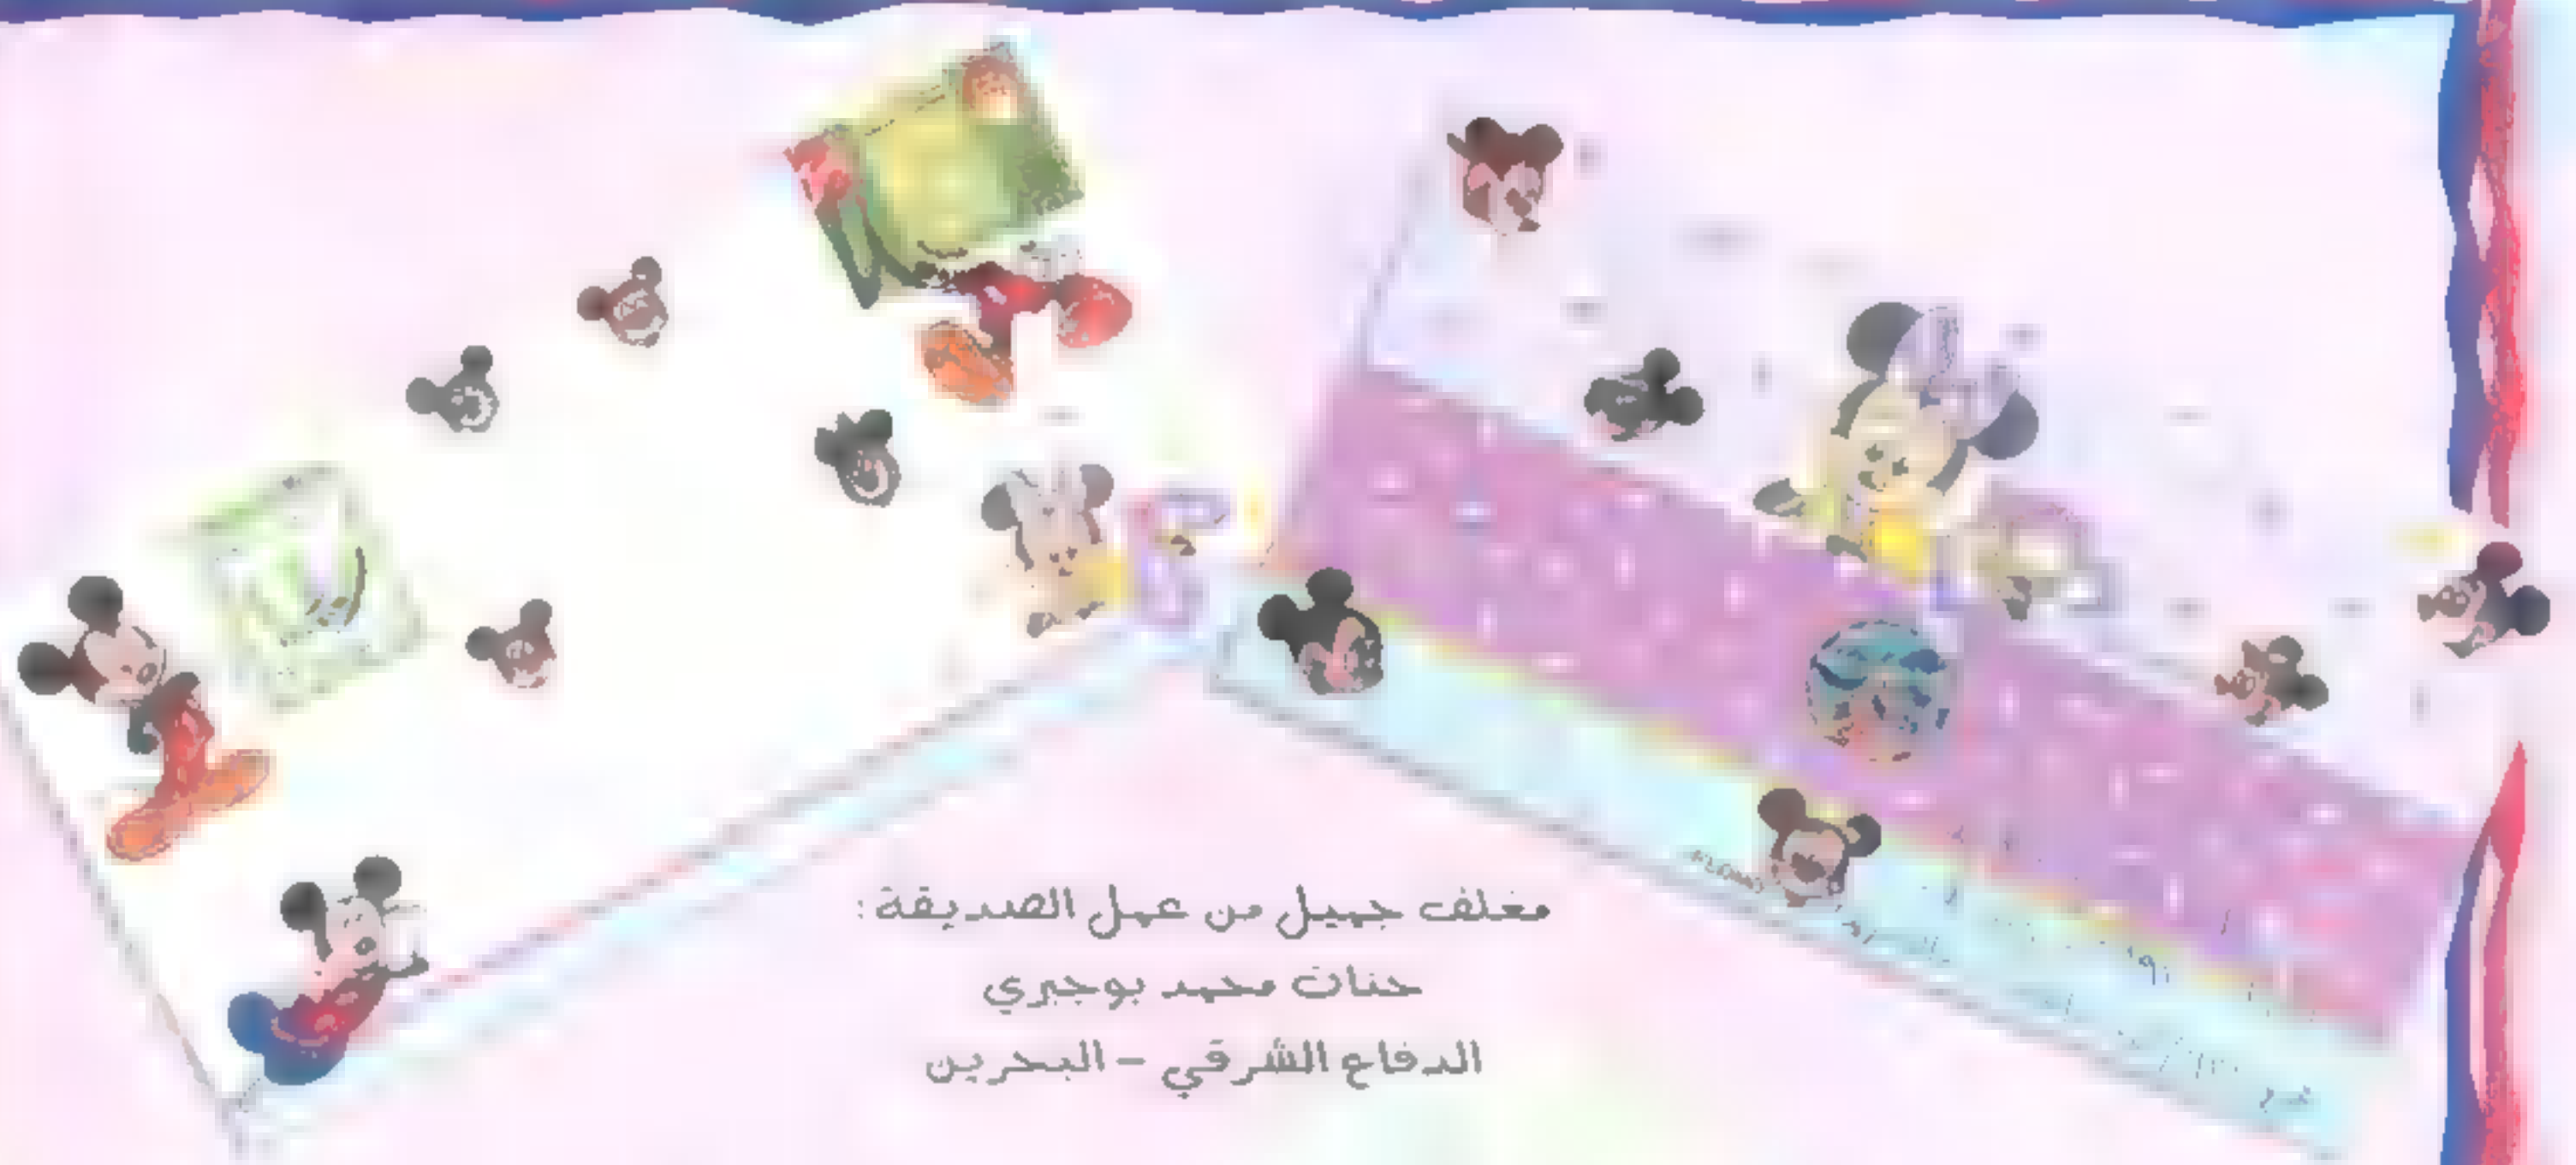 مغلف جميل من عمل الصديقة:
حنان محمد بوجيري
الدفاع الشرقي - البحرين